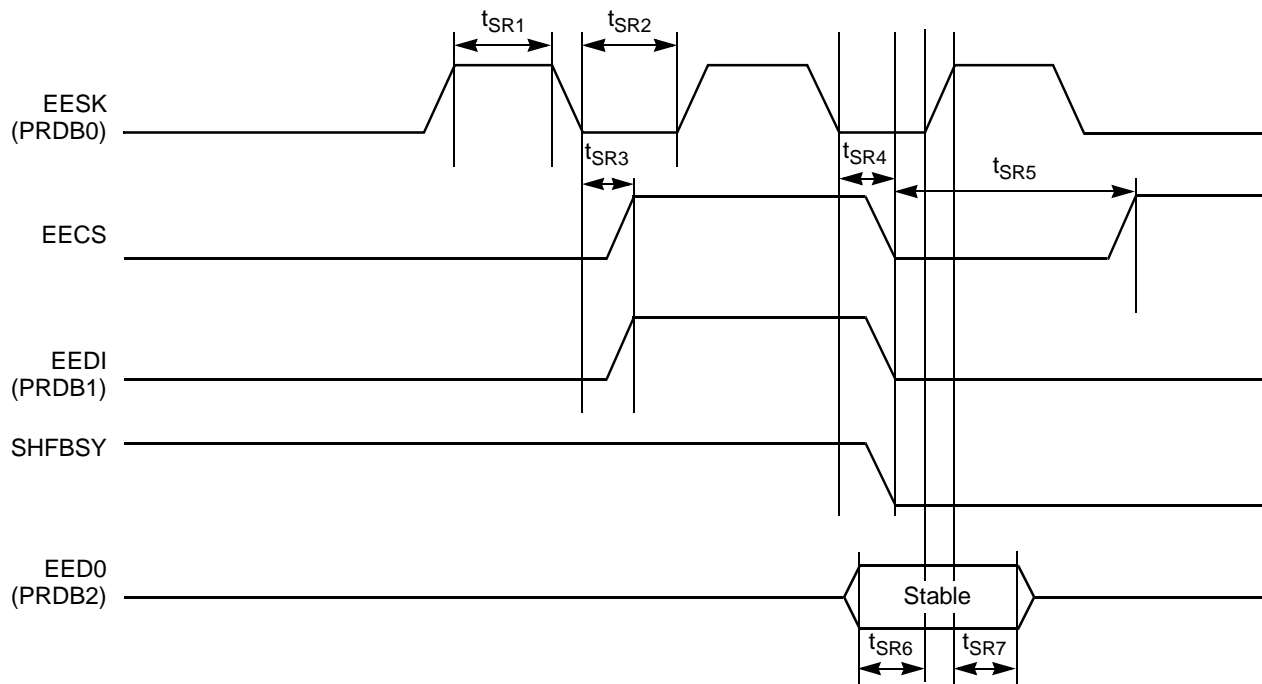 tSR1
tSR2
EESK
(PRDB0)
tSR3
tSR4
tSR5
EECS
EEDI
(PRDB1)
SHFBSY
EED0
(PRDB2)
Stable
tSR6
tSR7